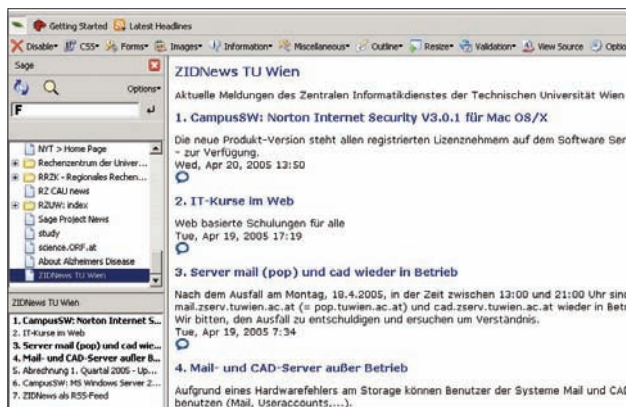 Getting Started Latest Headlines
Disable CSS Forms Images Information Miscellaneous Outline Resize Validation View Source Optio
Sage
Options
F
NYT > Home Page
Rechenzentrum der Univer...
RRZK - Regionales Rechen...
RZ CAU news
RZUW: index
Sage Project News
study
science.ORF.at
About Alzheimers Disease
ZIDNews TU Wien
ZIDNews TU Wien
1. CampusSW: Norton Internet S...
2. IT-Kurse im Web
3. Server mail (pop) und cad wie...
4. Mail- und CAD-Server außer B...
5. Abrechnung 1. Quartal 2005 - Up...
6. CampusSW: MS Windows Server 2...
7. ZIDNews als RSS-Feed
ZIDNews TU Wien
Aktuelle Meldungen des Zentralen Informatikdienstes der Technischen Universität Wien
1. CampusSW: Norton Internet Security V3.0.1 für Mac OS/X
Die neue Produkt-Version steht allen registrierten Lizenznehmern auf dem Software Ser
- zur Verfügung.
Wed, Apr 20, 2005 13:50
2. IT-Kurse im Web
Web basierte Schulungen für alle
Tue, Apr 19, 2005 17:19
3. Server mail (pop) und cad wieder in Betrieb
Nach dem Ausfall am Montag, 18.4.2005, in der Zeit zwischen 13:00 und 21:00 Uhr sind
mail.zserv.tuwien.ac.at (= pop.tuwien.ac.at) und cad.zserv.tuwien.ac.at wieder in Betri
Wir bitten, den Ausfall zu entschuldigen und ersuchen um Verständnis.
Tue, Apr 19, 2005 7:34
4. Mail- und CAD-Server außer Betrieb
Aufgrund eines Hardwarefehlers am Storage können Benutzer der Systeme Mail und CAD
benutzen (Mail, Useraccounts,...).